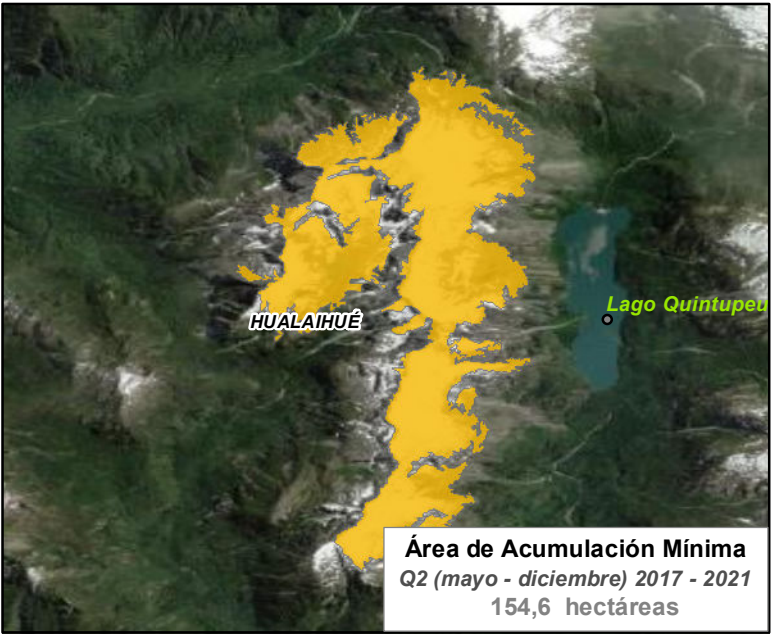 Lago Quintupeu
HUALAIHUÉ
Área de Acumulación Mínima
Q2 (mayo - diciembre) 2017 - 2021
154,6 hectáreas